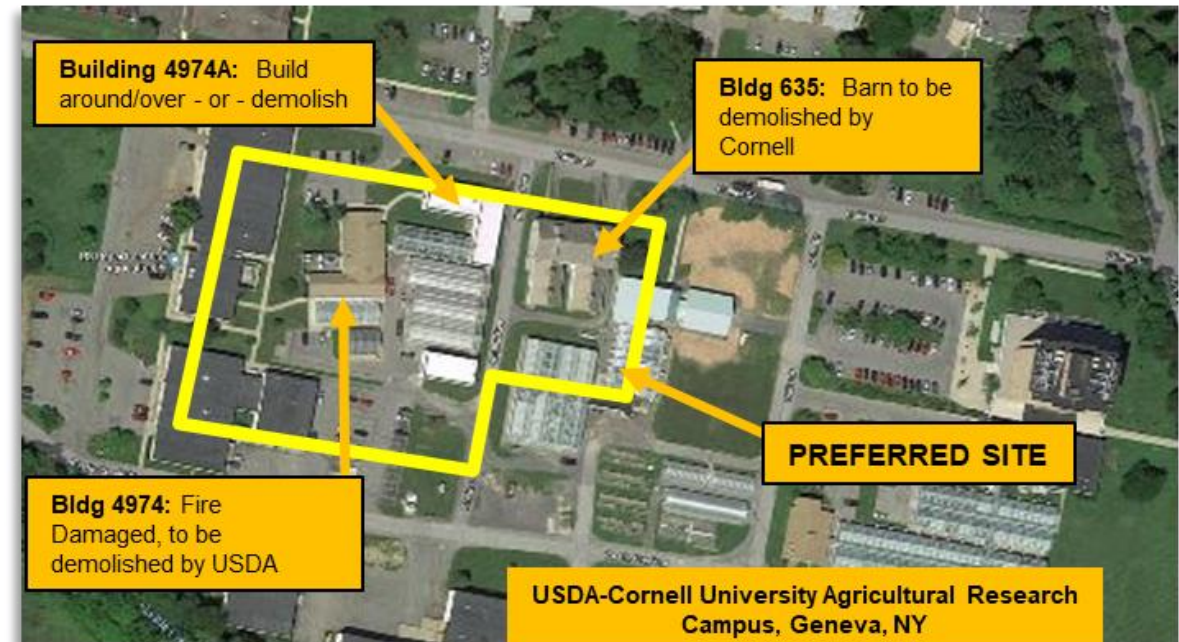 Building 4974A: Build
around/over - or - demolish
Bldg 635: Barn to be
demolished by
Cornell
PREFERRED SITE
Bldg 4974: Fire
Damaged, to be
demolished by USDA
USDA-Cornell University Agricultural Research
Campus, Geneva, NY